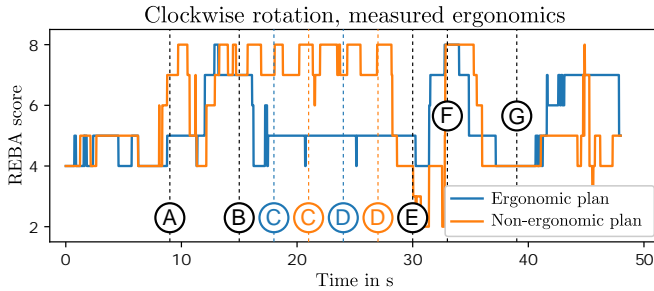 Clockwise rotation, measured ergonomics
REBA score
8
6
4
2
F
G
A
B
C
C
D
D
E
Ergonomic plan
Non-ergonomic plan
0
10
20
30
40
50
Time in s